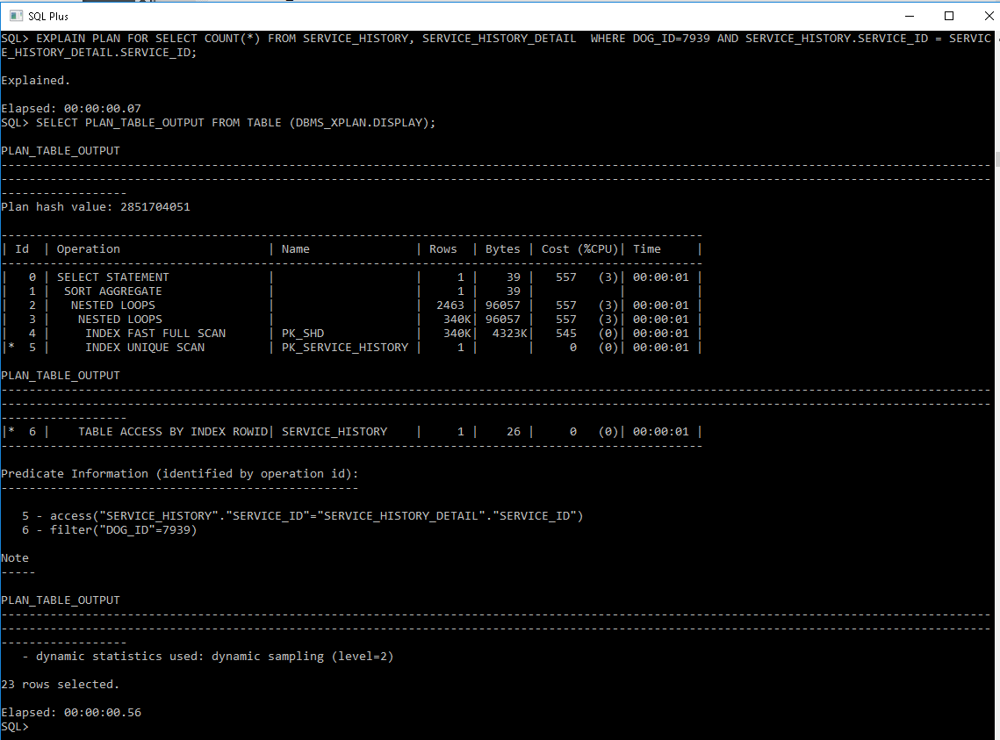 SQL Plus
SQL> EXPLAIN PLAN FOR SELECT COUNT(*) FROM SERVICE_HISTORY, SERVICE_HISTORY_DETAIL  WHERE DOG_ID=7939 AND SERVICE_HISTORY.SERVICE_ID = SERVIC
E_HISTORY_DETAIL.SERVICE_ID;
Explained.
Elapsed: 00:00:00.07
SQL> SELECT PLAN_TABLE_OUTPUT FROM TABLE (DBMS_XPLAN.DISPLAY);
PLAN_TABLE_OUTPUT
Plan hash value: 2851704051
| Id  | Operation                     | Name               | Rows  | Bytes | Cost (%CPU)| Time     |
|   0 | SELECT STATEMENT              |                    |     1 |    39 |   557   (3)| 00:00:01 |
|   1 |  SORT AGGREGATE               |                    |     1 |    39 |            |          |
|   2 |   NESTED LOOPS                |                    |  2463 | 96057 |   557   (3)| 00:00:01 |
|   3 |    NESTED LOOPS               |                    |   340K| 96057 |   557   (3)| 00:00:01 |
|   4 |     INDEX FAST FULL SCAN      | PK_SHD             |   340K|  4323K|   545   (0)| 00:00:01 |
|*  5 |     INDEX UNIQUE SCAN         | PK_SERVICE_HISTORY |     1 |       |     0   (0)| 00:00:01 |
PLAN_TABLE_OUTPUT
|*  6 |    TABLE ACCESS BY INDEX ROWID| SERVICE_HISTORY    |     1 |    26 |     0   (0)| 00:00:01 |
Predicate Information (identified by operation id):
   5 - access("SERVICE_HISTORY"."SERVICE_ID"="SERVICE_HISTORY_DETAIL"."SERVICE_ID")
   6 - filter("DOG_ID"=7939)
Note
-----
PLAN_TABLE_OUTPUT
   - dynamic statistics used: dynamic sampling (level=2)
23 rows selected.
Elapsed: 00:00:00.56
SQL>